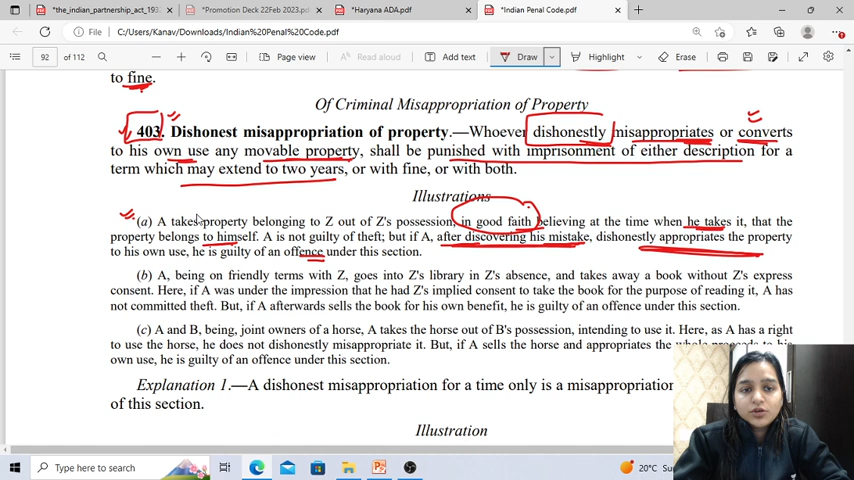 *the_indian_partnership_act_193
*Promotion Deck 22Feb 2023.pdf
*Haryana ADA.pdf
*Indian Penal Code.pdf
File | C:/Users/Kanav/Downloads/Indian%20Penal%20Code.pdf
92 of 112 Page view Read aloud Add text Draw Highlight Erase
to fine.
Of Criminal Misappropriation of Property
403. Dishonest misappropriation of property.—Whoever dishonestly misappropriates or converts
to his own use any movable property, shall be punished with imprisonment of either description for a
term which may extend to two years, or with fine, or with both.
Illustrations
(a) A takes property belonging to Z out of Z's possession, in good faith believing at the time when he takes it, that the
property belongs to himself. A is not guilty of theft; but if A, after discovering his mistake, dishonestly appropriates the property
to his own use, he is guilty of an offence under this section.
(b) A, being on friendly terms with Z, goes into Z's library in Z's absence, and takes away a book without Z's express
consent. Here, if A was under the impression that he had Z's implied consent to take the book for the purpose of reading it, A has
not committed theft. But, if A afterwards sells the book for his own benefit, he is guilty of an offence under this section.
(c) A and B, being, joint owners of a horse, A takes the horse out of B's possession, intending to use it. Here, as A has a right
to use the horse, he does not dishonestly misappropriate it. But, if A sells the horse and appropriates the whole proceeds to his
own use, he is guilty of an offence under this section.
Explanation 1.—A dishonest misappropriation for a time only is a misappropriation
of this section.
Illustration
Type here to search
20°C